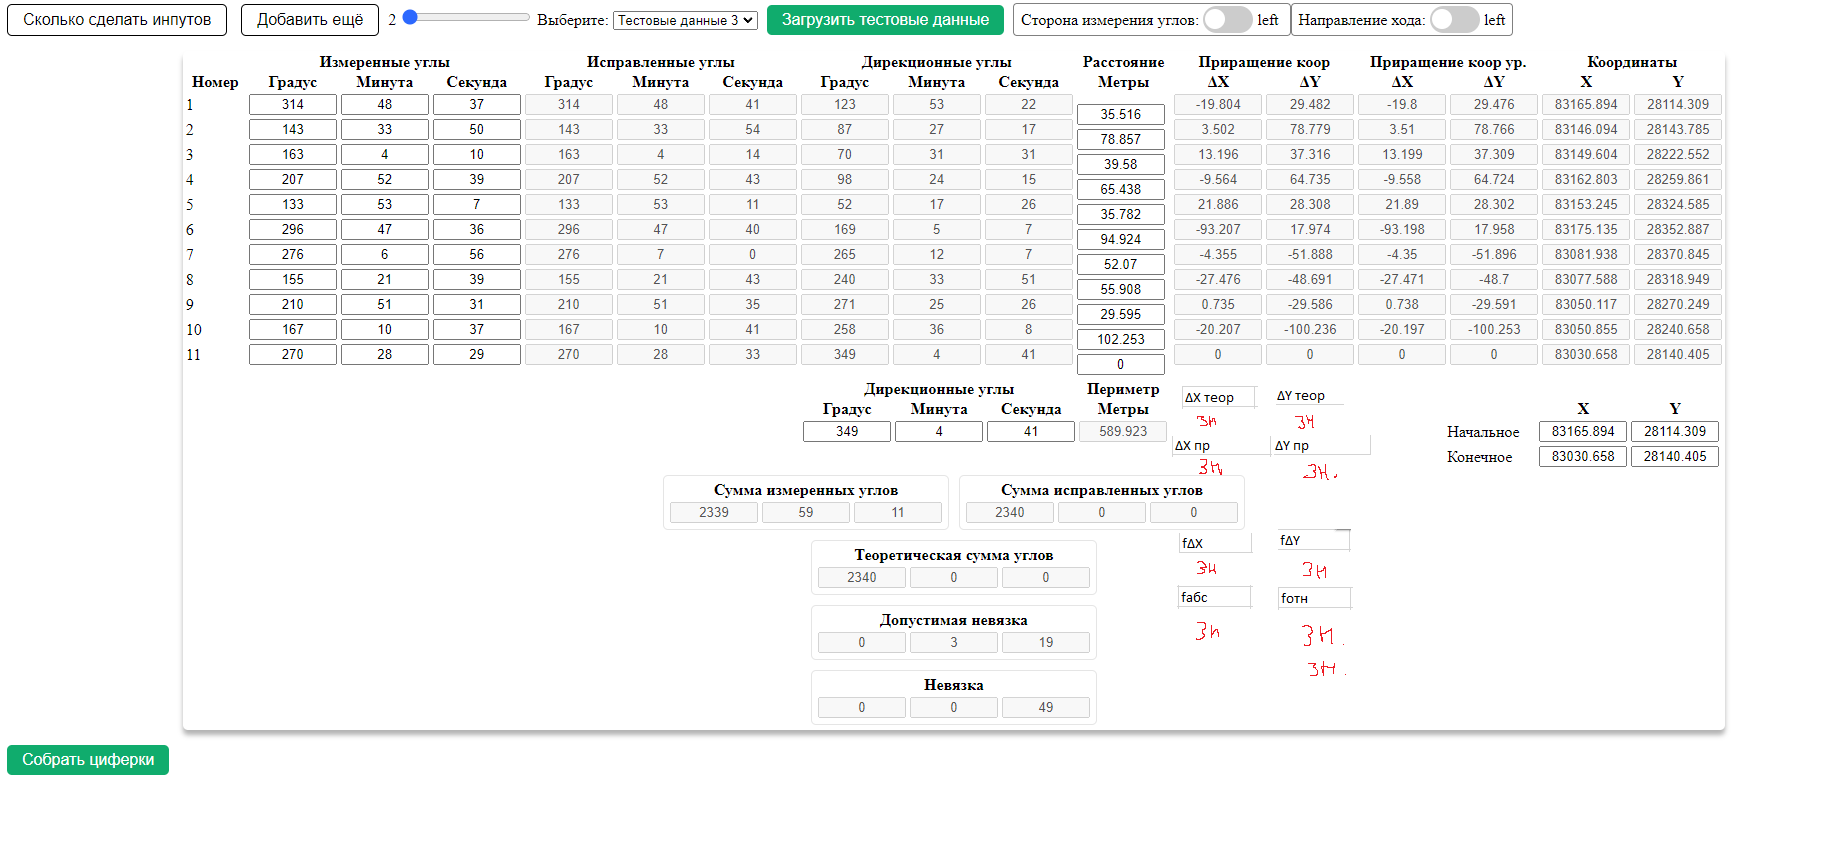 Сколько сделать инпутов Добавить ещё 2 Выберите: Тестовые данные 3 Загрузить тестовые данные Сторона измерения углов: left Направление хода: left
Измеренные углы Исправленные углы Дирекционные углы Расстояние Приращение коор Приращение коор ур. Координаты
Номер Градус Минута Секунда Градус Минута Секунда Градус Минута Секунда Метры ΔX ΔY ΔX ΔY X Y
1 314 48 37 314 48 41 123 53 22 35.516 -19.804 29.482 -19.8 29.476 83165.894 28114.309
2 143 33 50 143 33 54 87 27 17 78.857 3.502 78.779 3.51 78.766 83146.094 28143.785
3 163 4 10 163 4 14 70 31 31 39.58 13.196 37.316 13.199 37.309 83149.604 28222.552
4 207 52 39 207 52 43 98 24 15 65.438 -9.564 64.735 -9.558 64.724 83162.803 28259.861
5 133 53 7 133 53 11 52 17 26 35.782 21.886 28.308 21.89 28.302 83153.245 28324.585
6 296 47 36 296 47 40 169 5 7 94.924 -93.207 17.974 -93.198 17.958 83175.135 28352.887
7 276 6 56 276 7 0 265 12 7 52.07 -4.355 -51.888 -4.35 -51.896 83081.938 28370.845
8 155 21 39 155 21 43 240 33 51 55.908 -27.476 -48.691 -27.471 -48.7 83077.588 28318.949
9 210 51 31 210 51 35 271 25 26 29.595 0.735 -29.586 0.738 -29.591 83050.117 28270.249
10 167 10 37 167 10 41 258 36 8 102.253 -20.207 -100.236 -20.197 -100.253 83050.855 28240.658
11 270 28 29 270 28 33 349 4 41 0 0 0 0 0 83030.658 28140.405
Дирекционные углы Периметр ΔX теор ΔY теор
Градус Минута Секунда Метры X Y
зн зн
349 4 41 589.923 Начальное 83165.894 28114.309
ΔX пр ΔY пр
Конечное 83030.658 28140.405
зн зн.
Сумма измеренных углов Сумма исправленных углов
2339 59 11 2340 0 0
fΔX fΔY
Теоретическая сумма углов
зн зн
2340 0 0
fабс fотн
Допустимая невязка
зн зн.
0 3 19
зн.
Невязка
0 0 49
Собрать циферки